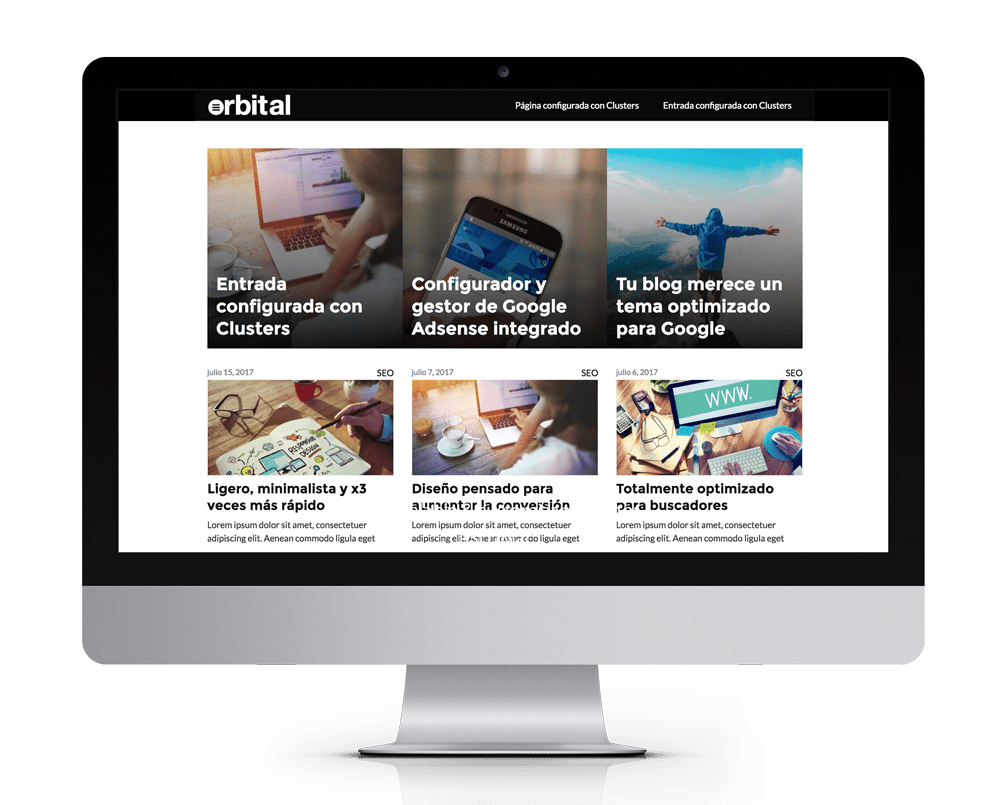 orbital
Página configurada con Clusters
Entrada configurada con Clusters
Entrada
configurada con
Clusters
SAMSUNG
Configurador y
gestor de Google
Adsense integrado
Tu blog merece un
tema optimizado
para Google
julio 15, 2017
SEO
RESPONSIVE
DESIGN
Ligero, minimalista y x3
veces más rápido
Lorem ipsum dolor sit amet, consectetuer
adipiscing elit. Aenean commodo ligula eget
julio 7, 2017
SEO
Diseño pensado para
aumentar la conversión
Lorem ipsum dolor sit amet, consectetuer
adipiscing elit. Aenean commodo ligula eget
julio 6, 2017
SEO
WWW.
Totalmente optimizado
para buscadores
Lorem ipsum dolor sit amet, consectetuer
adipiscing elit. Aenean commodo ligula eget